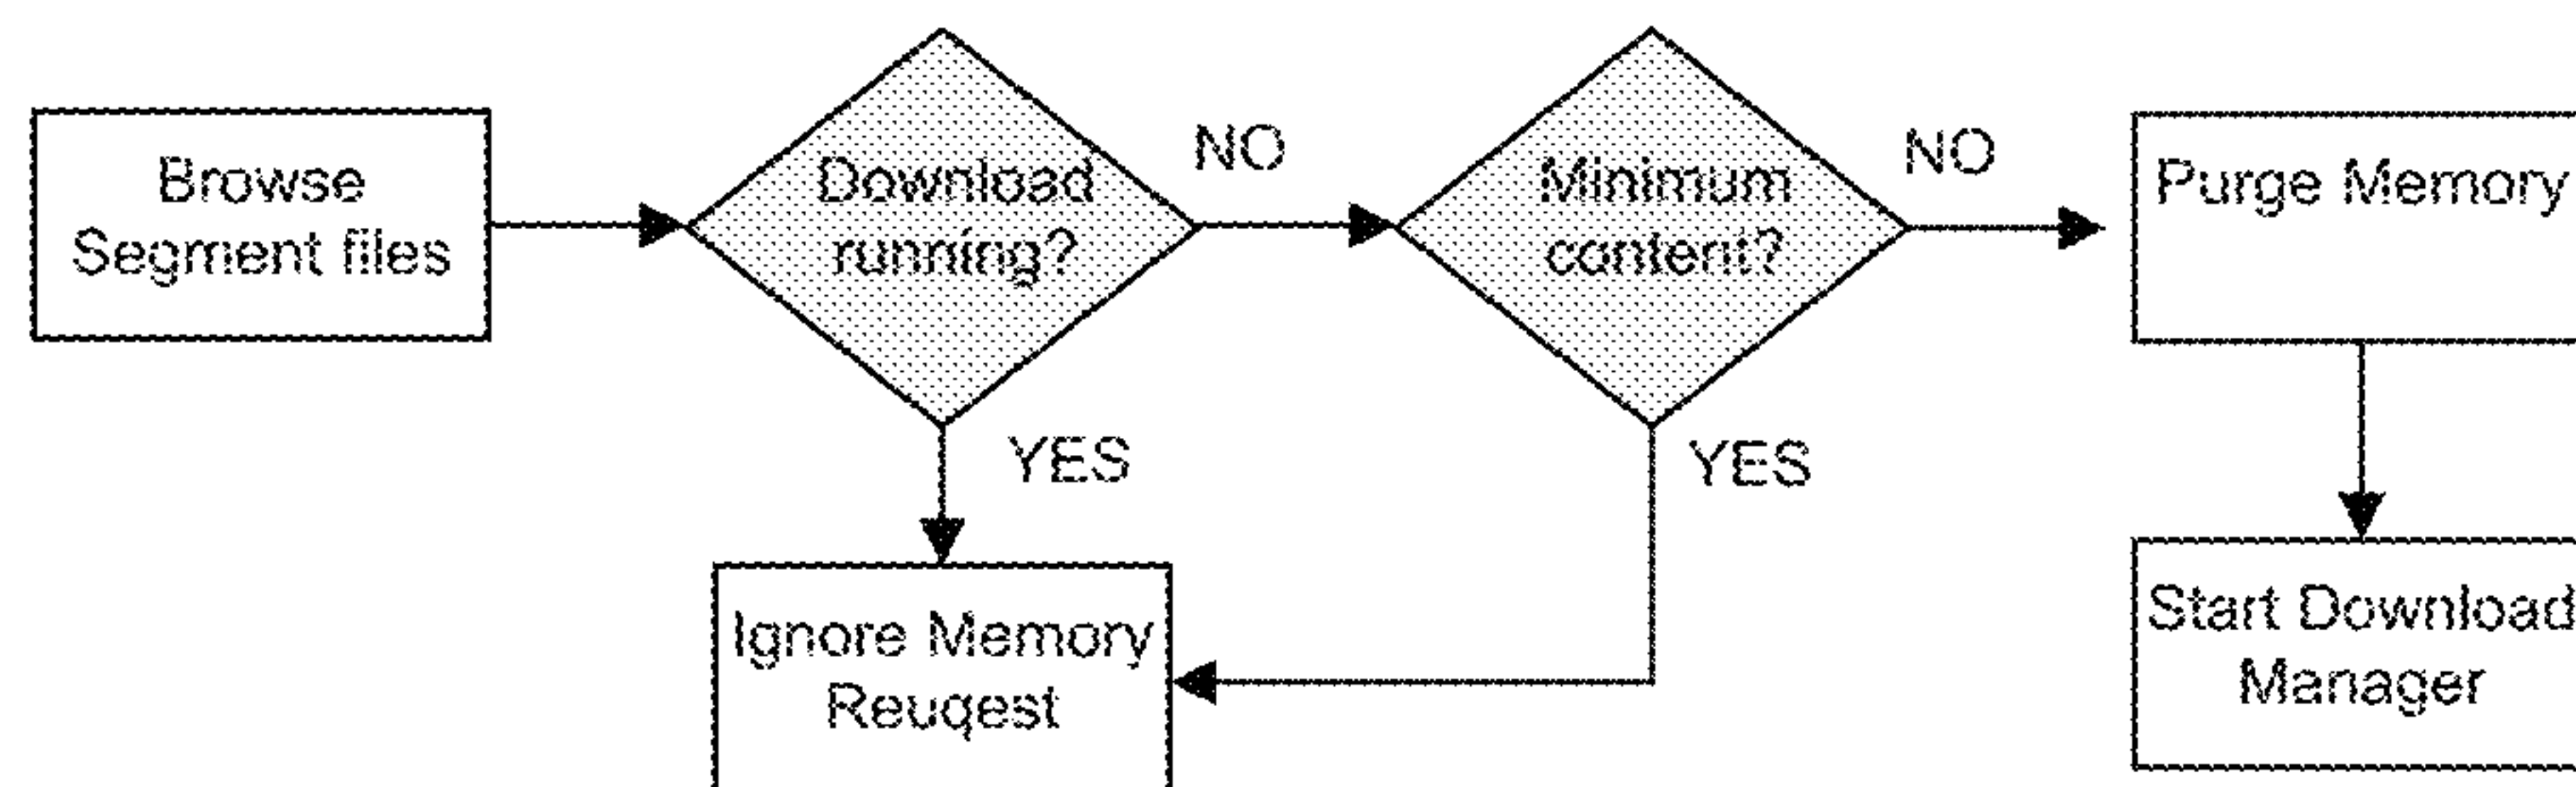 Browse
Segment files
Download
running?
NO
Minimum
content?
NO
Purge Memory
YES
YES
Ignore Memory
Reuqest
Start Download
Manager